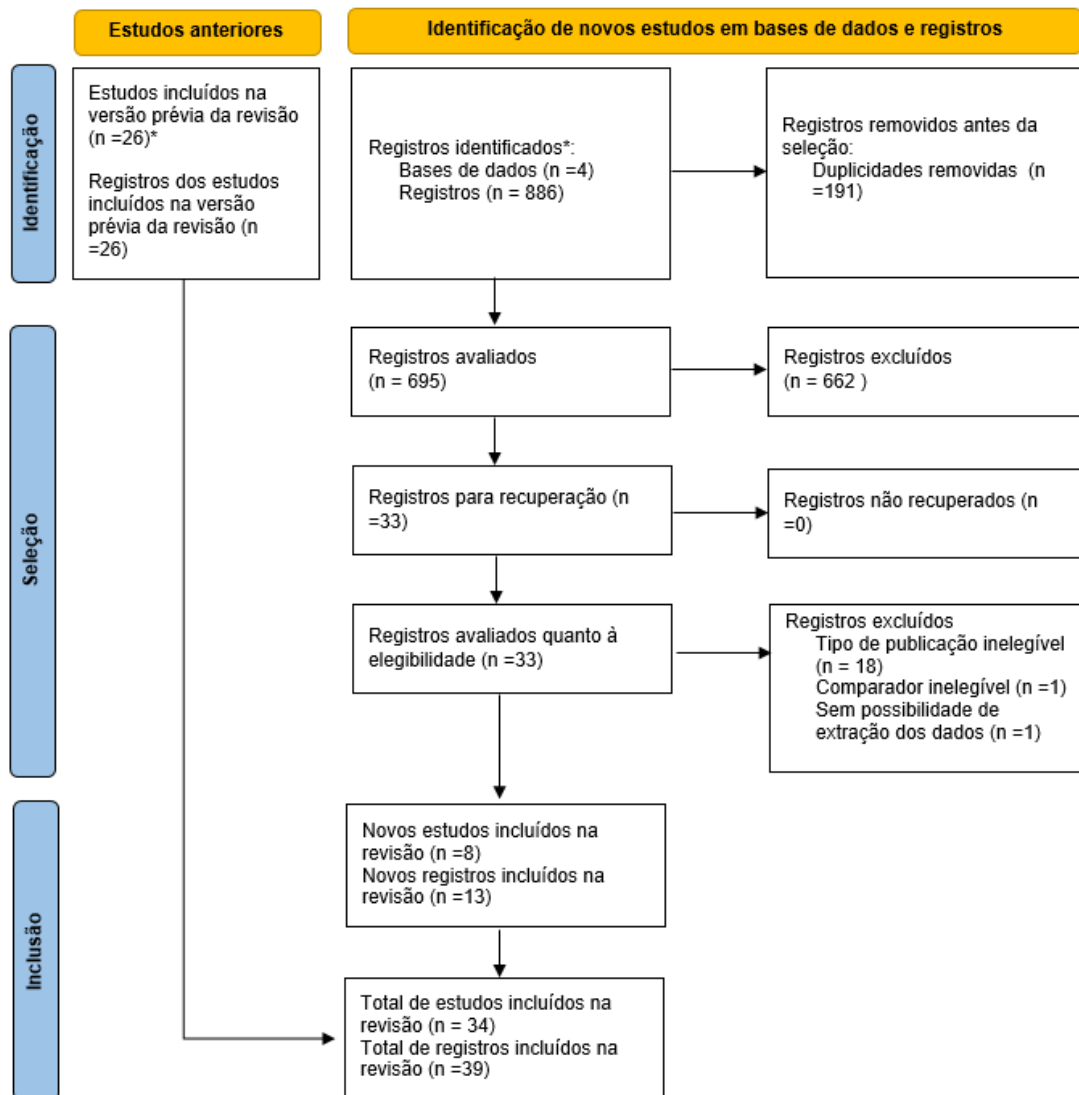 Estudos anteriores
Identificação de novos estudos em bases de dados e registros
Identificação
Estudos incluídos na
versão prévia da revisão
(n =26)*
Registros dos estudos
incluídos na versão
prévia da revisão (n
=26)
Registros identificados*:
Bases de dados (n =4)
Registros (n = 886)
Registros removidos antes da
seleção:
Duplicidades removidas (n
=191)
Seleção
Registros avaliados
(n = 695)
Registros excluídos
(n = 662 )
Registros para recuperação (n
=33)
Registros não recuperados (n
=0)
Registros avaliados quanto à
elegibilidade (n =33)
Registros excluídos
Tipo de publicação inelegível
(n = 18)
Comparador inelegível (n =1)
Sem possibilidade de
extração dos dados (n =1)
Inclusão
Novos estudos incluídos na
revisão (n =8)
Novos registros incluídos na
revisão (n =13)
Total de estudos incluídos na
revisão (n = 34)
Total de registros incluídos na
revisão (n =39)